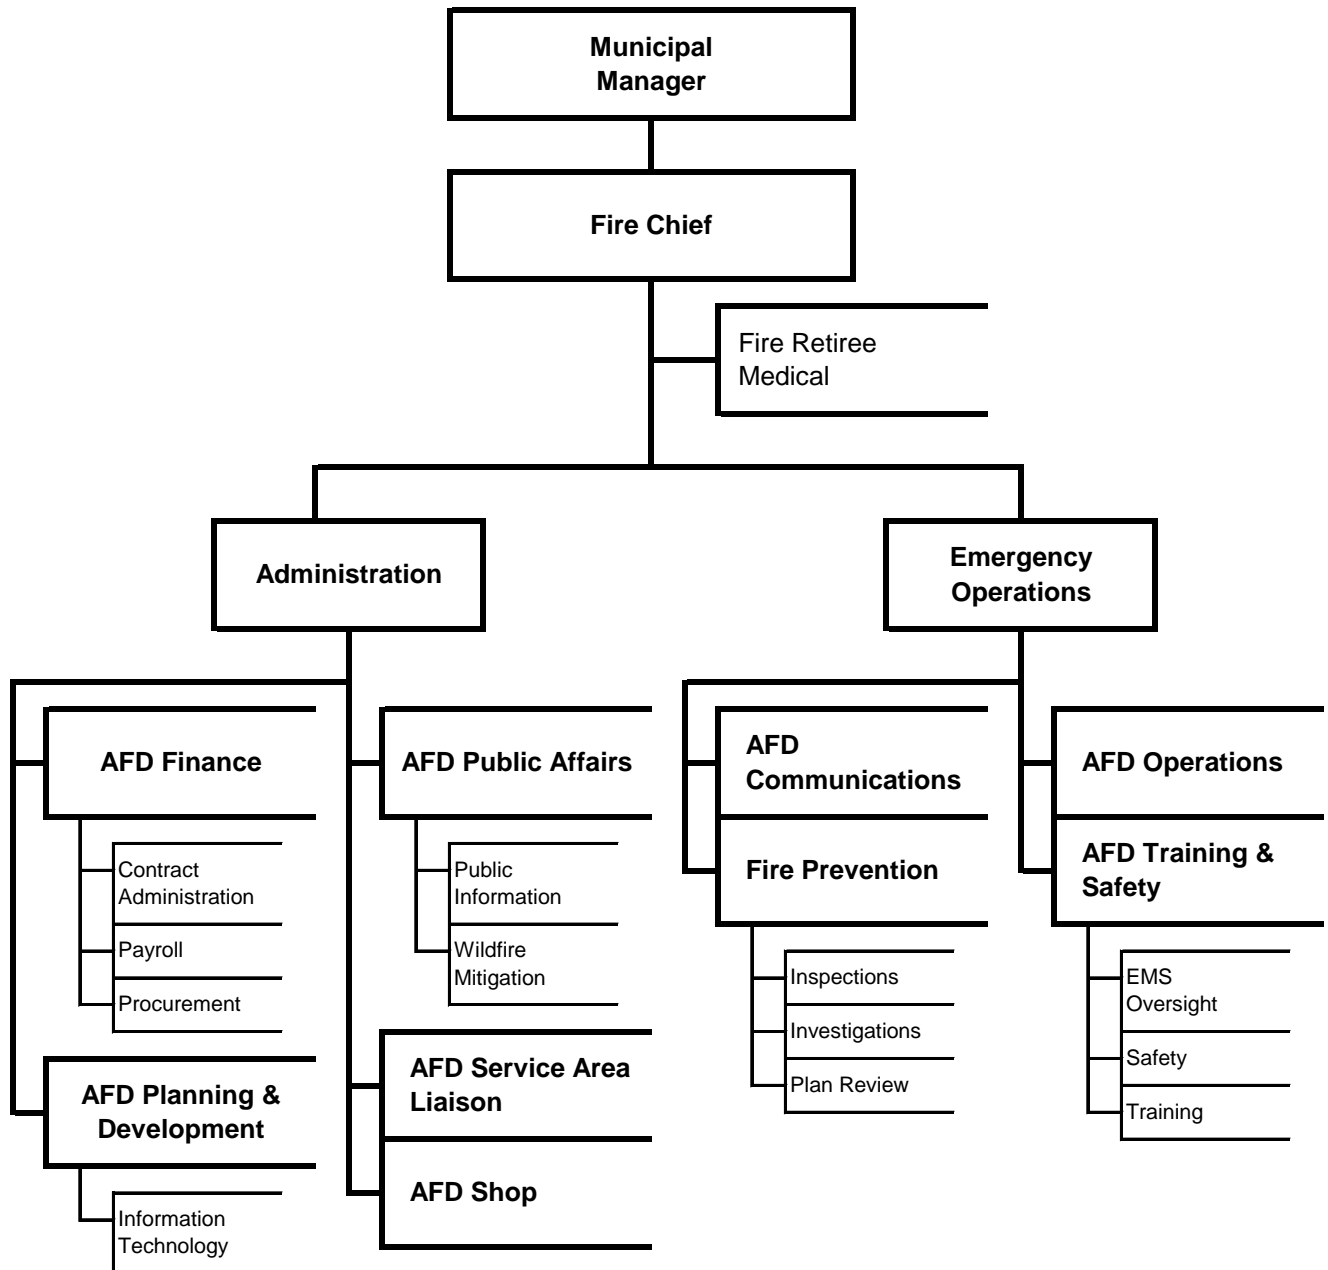 Municipal
Manager
Fire Chief
Fire Retiree
Medical
Administration
Emergency
Operations
AFD Finance
Contract
Administration
Payroll
Procurement
AFD Planning &
Development
Information
Technology
AFD Public Affairs
Public
Information
Wildfire
Mitigation
AFD Service Area
Liaison
AFD Shop
AFD
Communications
Fire Prevention
Inspections
Investigations
Plan Review
AFD Operations
AFD Training &
Safety
EMS
Oversight
Safety
Training